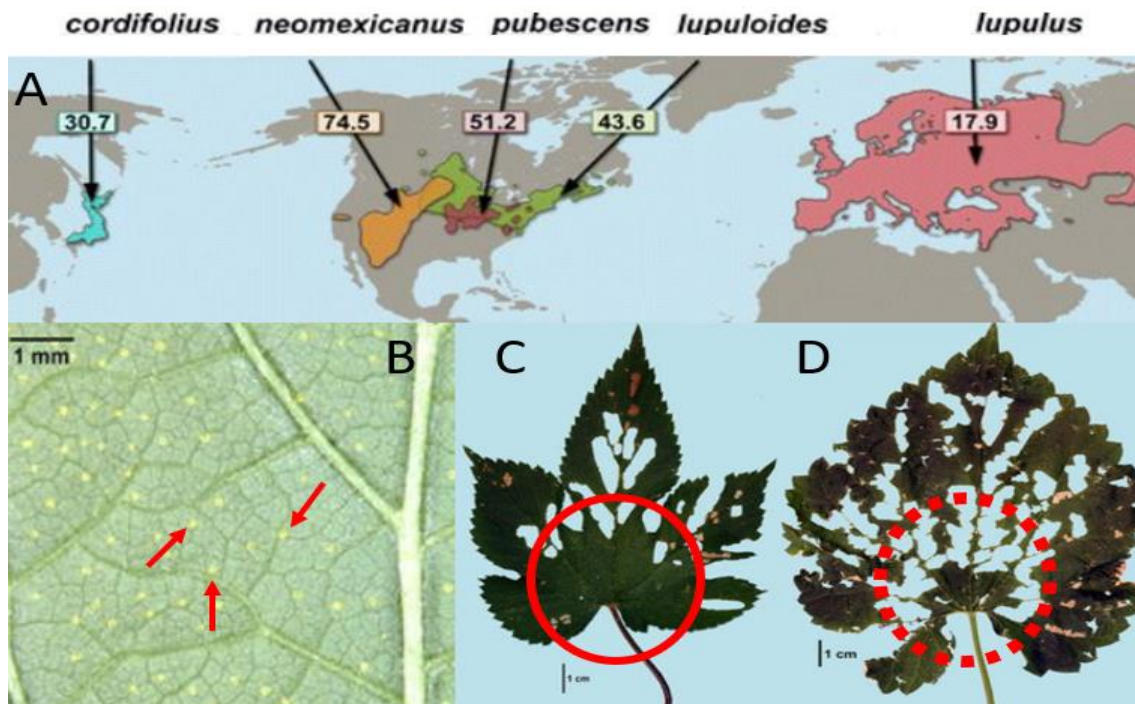 cordifolius neomexicanus pubescens lupuloides lupulus
A
30.7 74.5 51.2 43.6 17.9
1 mm
B
C
D
1 cm
1 cm